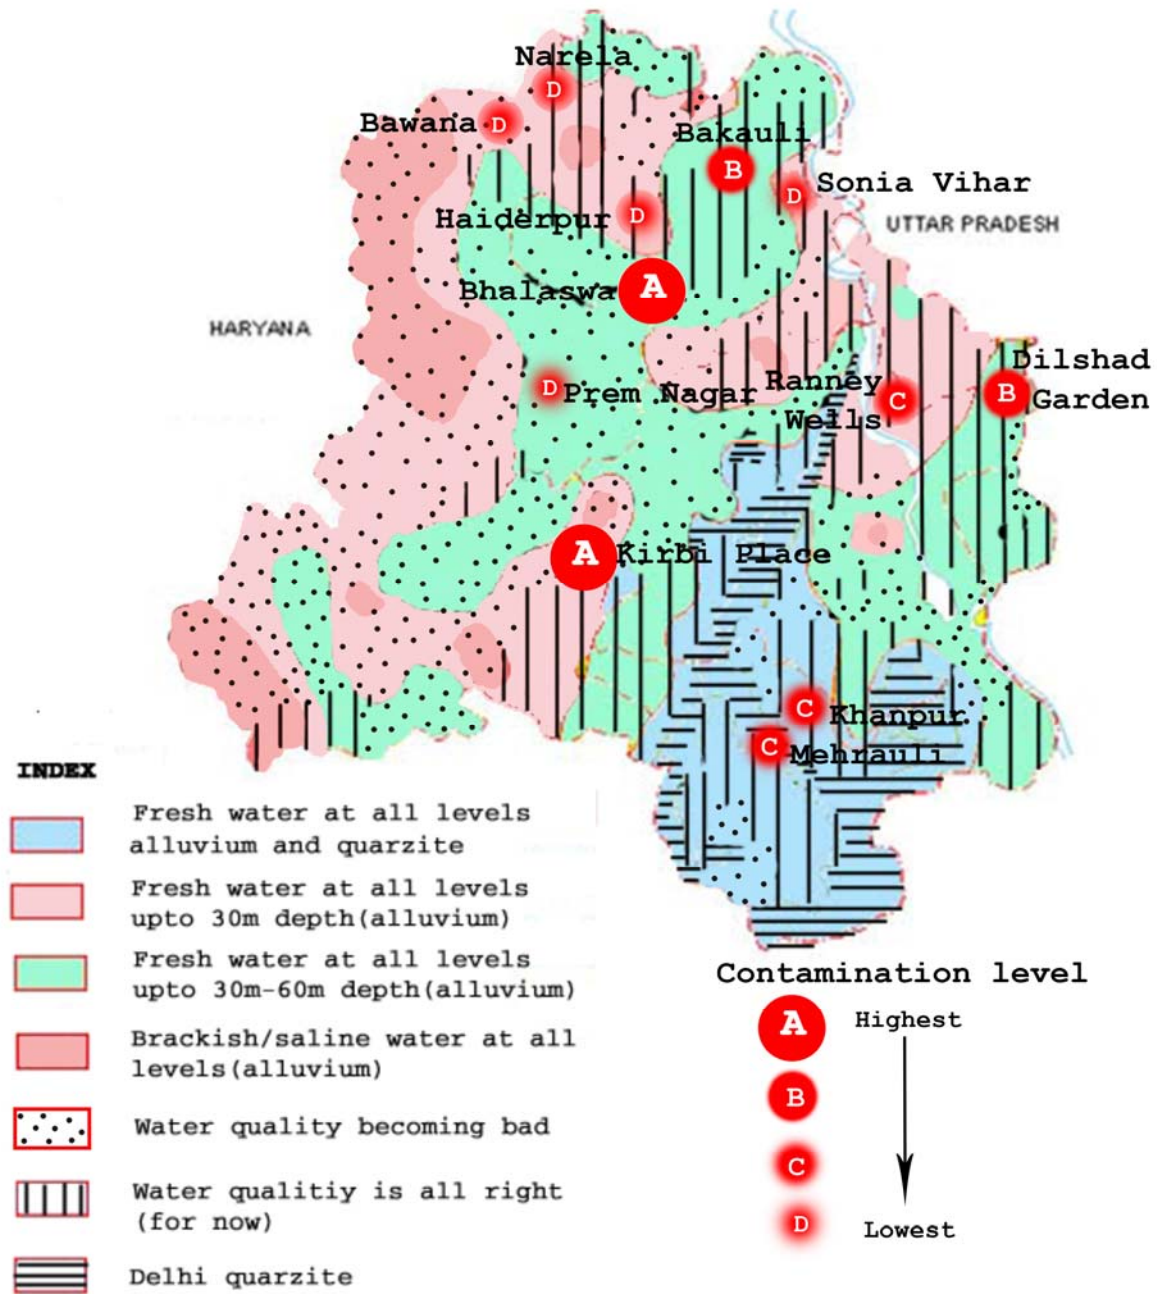 Narela
D
Bawana D
Bakauli
B
D Sonia Vihar
Haiderpur D
UTTAR PRADESH
Bhalaswa A
HARYANA
Dilshad
D Prem Nagar
Ranney C
B Garden
Wells
A Kirbi Place
C Khanpur
C Mehrauli
INDEX
Fresh water at all levels
alluvium and quarzite
Fresh water at all levels
upto 30m depth(alluvium)
Fresh water at all levels
upto 30m-60m depth(alluvium)
Brackish/saline water at all
levels(alluvium)
Water quality becoming bad
Water qualitiy is all right
(for now)
Delhi quarzite
Contamination level
A Highest
B
C
D Lowest